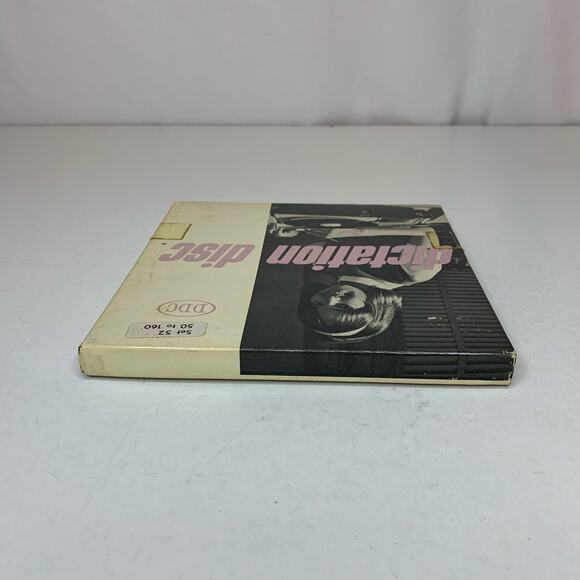 dictation disc
DDC
Set 52
50 to 160